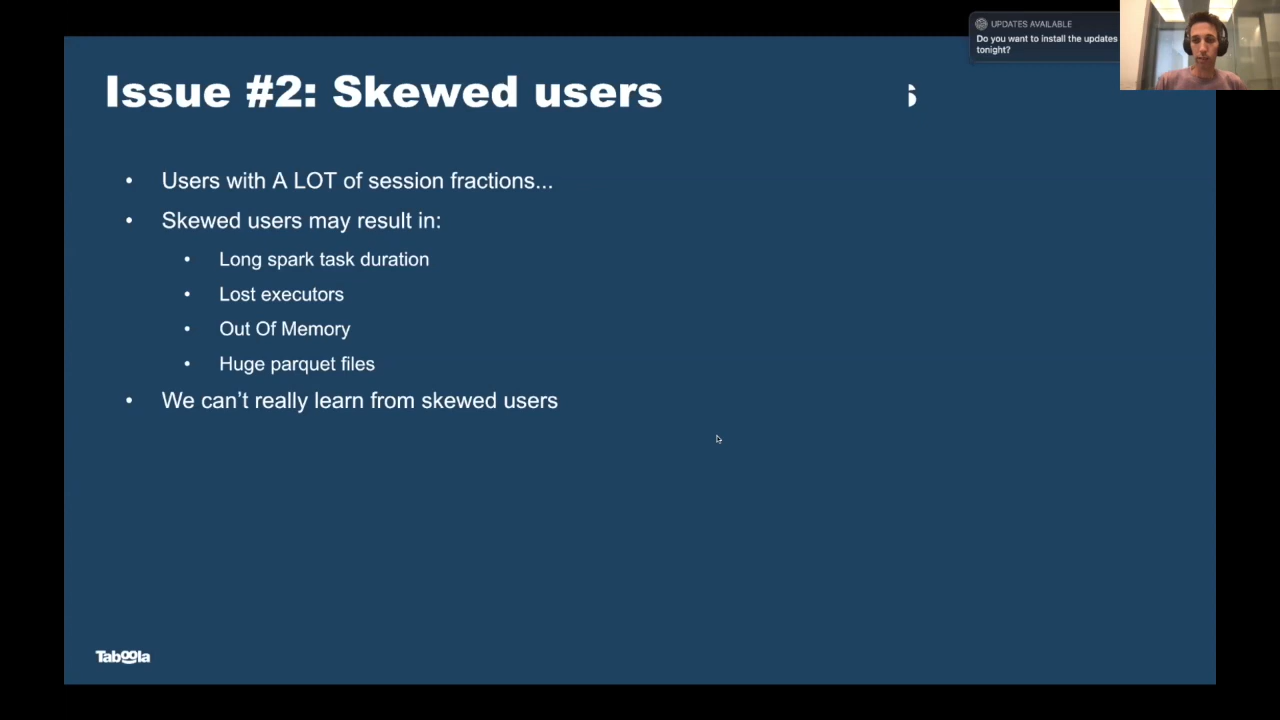 UPDATES AVAILABLE
Do you want to install the updates
tonight?
Issue #2: Skewed users
s
• Users with A LOT of session fractions...
• Skewed users may result in:
• Long spark task duration
• Lost executors
• Out Of Memory
• Huge parquet files
• We can’t really learn from skewed users
Taboola